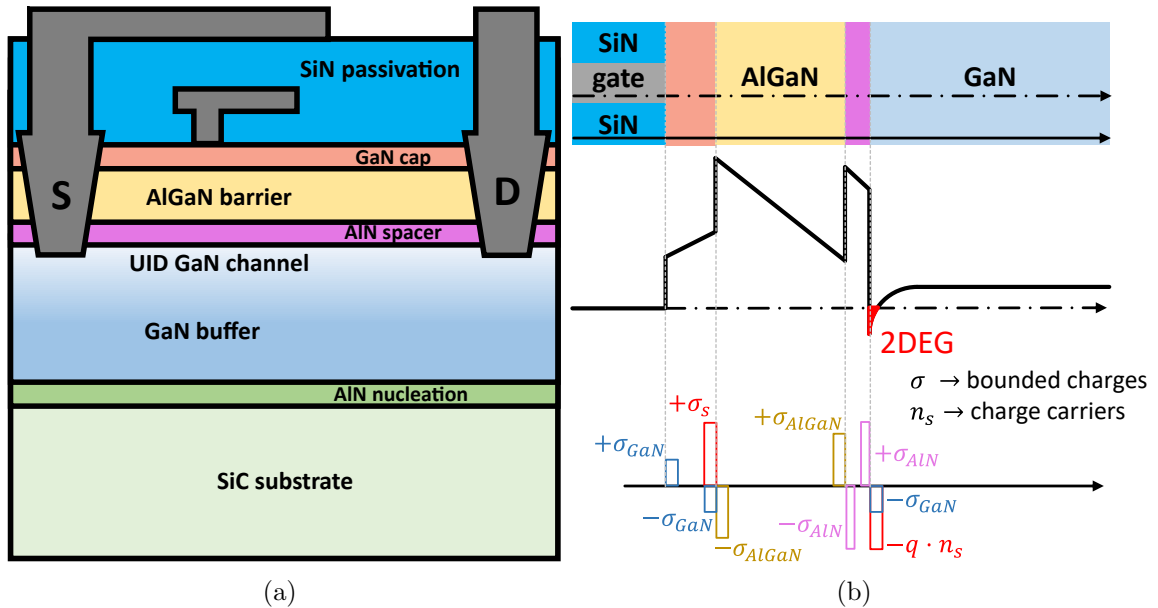 SiN passivation
GaN cap
S
D
AlGaN barrier
AlN spacer
UID GaN channel
GaN buffer
AlN nucleation
SiC substrate
(a)
SiN
gate
AlGaN
GaN
SiN
2DEG
σ → bounded charges
n_s → charge carriers
+σ_s
+σ_AlGaN
+σ_GaN
+σ_AlN
−σ_GaN
−σ_GaN
−σ_AlN
−σ_AlGaN
−q · n_s
(b)